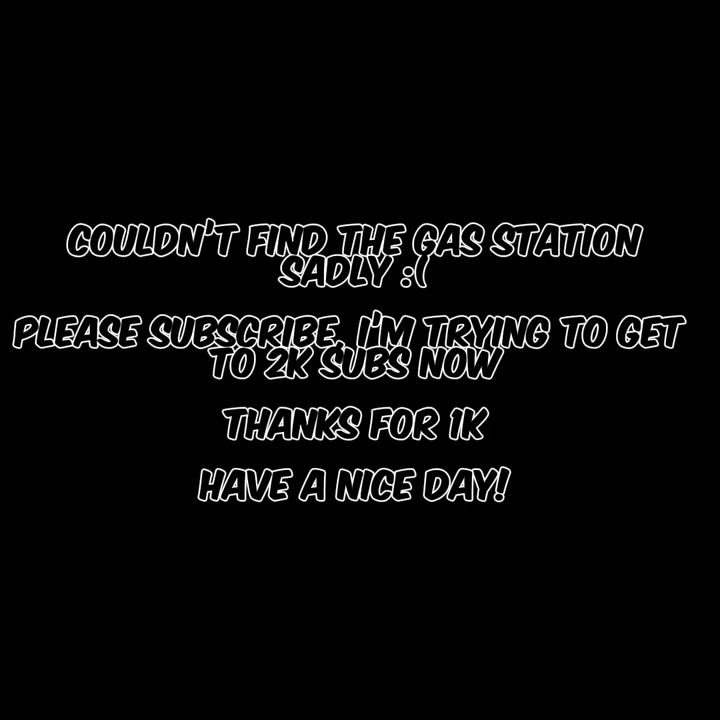 COULDN'T FIND THE GAS STATION
SADLY :(
PLEASE SUBSCRIBE, I'M TRYING TO GET
TO 2K SUBS NOW
THANKS FOR 1K
HAVE A NICE DAY!